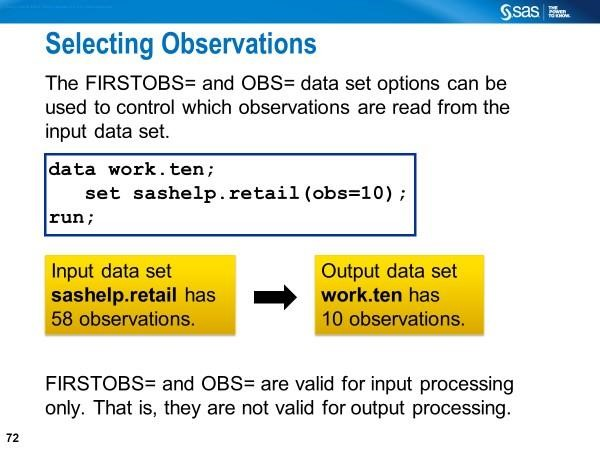 sas
THE
POWER
TO KNOW.
Selecting Observations
The FIRSTOBS= and OBS= data set options can be
used to control which observations are read from the
input data set.
data work.ten;
   set sashelp.retail(obs=10);
run;
Input data set
sashelp.retail has
58 observations.
Output data set
work.ten has
10 observations.
FIRSTOBS= and OBS= are valid for input processing
only. That is, they are not valid for output processing.
72